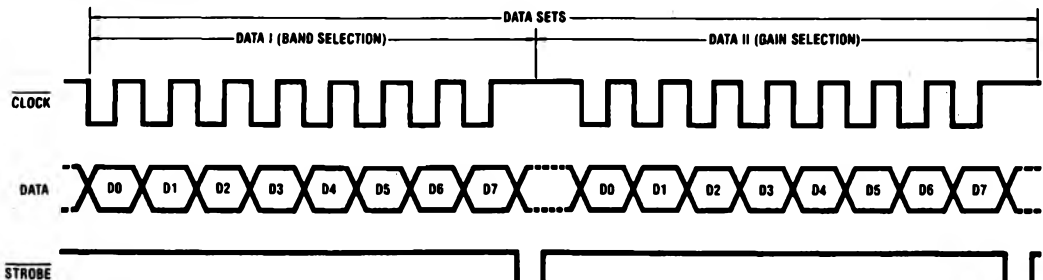 DATA SETS
DATA I (BAND SELECTION) DATA II (GAIN SELECTION)
CLOCK
DATA D0 D1 D2 D3 D4 D5 D6 D7 D0 D1 D2 D3 D4 D5 D6 D7
STROBE